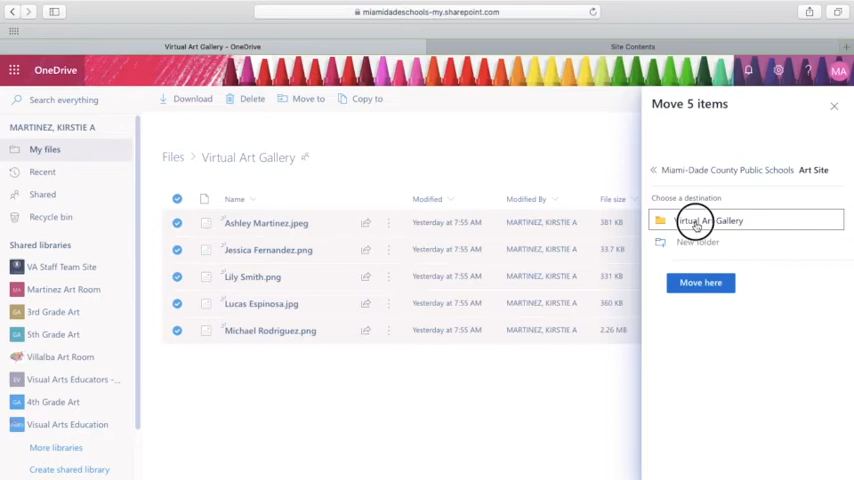 miamidadeschools-my.sharepoint.com
Virtual Art Gallery - OneDrive
Site Contents
OneDrive
MA
Search everything
Download
Delete
Move to
Copy to
Move 5 items
MARTINEZ, KIRSTIE A
My files
Recent
Shared
Recycle bin
Shared libraries
VA Staff Team Site
MA Martinez Art Room
GA 3rd Grade Art
GA 5th Grade Art
Villalba Art Room
EV Visual Arts Educators -...
GA 4th Grade Art
Visual Arts Education
More libraries
Create shared library
Files > Virtual Art Gallery
Name Modified Modified By File size
Ashley Martinez.jpeg Yesterday at 7:55 AM MARTINEZ, KIRSTIE A 381 KB
Jessica Fernandez.png Yesterday at 7:55 AM MARTINEZ, KIRSTIE A 33.7 KB
Lily Smith.png Yesterday at 7:55 AM MARTINEZ, KIRSTIE A 331 KB
Lucas Espinosa.jpg Yesterday at 7:55 AM MARTINEZ, KIRSTIE A 360 KB
Michael Rodriguez.png Yesterday at 7:55 AM MARTINEZ, KIRSTIE A 2.26 MB
Miami-Dade County Public Schools Art Site
Choose a destination
Virtual Art Gallery
New folder
Move here